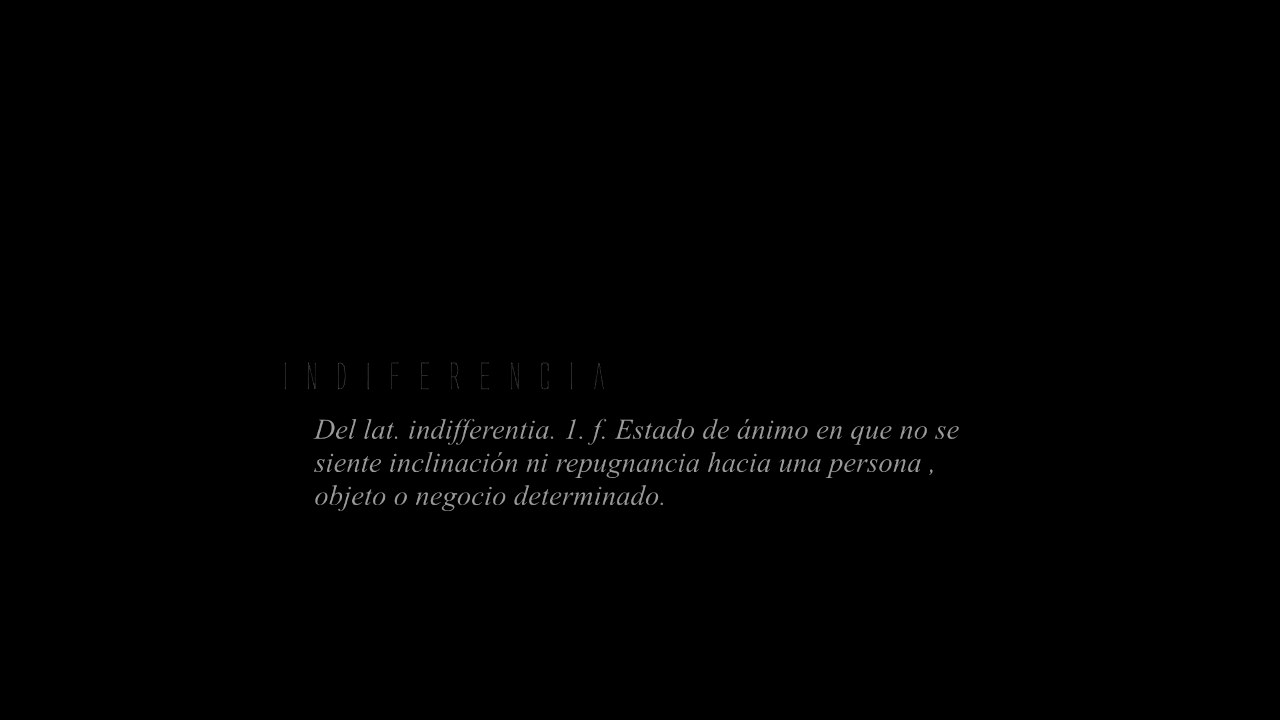 INDIFERENCIA
Del lat. indifferentia. 1. f. Estado de ánimo en que no se
siente inclinación ni repugnancia hacia una persona ,
objeto o negocio determinado.